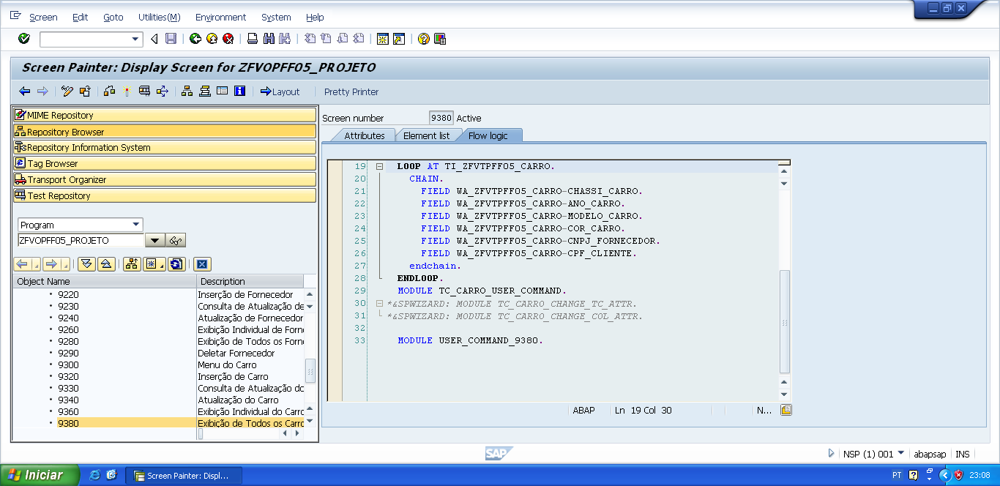 Screen Edit Goto Utilities(M) Environment System Help
Screen Painter: Display Screen for ZFVOPFF05_PROJETO
Layout Pretty Printer
MIME Repository
Repository Browser
Repository Information System
Tag Browser
Transport Organizer
Test Repository
Program
ZFVOPFF05_PROJETO
Object Name Description
9220 Inserção de Fornecedor
9230 Consulta de Atualização de
9240 Atualização de Fornecedor
9260 Exibição Individual de Forn
9280 Exibição de Todos os Forn
9290 Deletar Fornecedor
9300 Menu do Carro
9320 Inserção de Carro
9330 Consulta de Atualização do
9340 Atualização do Carro
9360 Exibição Individual do Carro
9380 Exibição de Todos os Carro
Screen number 9380 Active
Attributes Element list Flow logic
19 LOOP AT TI_ZFVTPFF05_CARRO.
20 CHAIN.
21 FIELD WA_ZFVTPFF05_CARRO-CHASSI_CARRO.
22 FIELD WA_ZFVTPFF05_CARRO-ANO_CARRO.
23 FIELD WA_ZFVTPFF05_CARRO-MODELO_CARRO.
24 FIELD WA_ZFVTPFF05_CARRO-COR_CARRO.
25 FIELD WA_ZFVTPFF05_CARRO-CNPJ_FORNECEDOR.
26 FIELD WA_ZFVTPFF05_CARRO-CPF_CLIENTE.
27 endchain.
28 ENDLOOP.
29 MODULE TC_CARRO_USER_COMMAND.
30 *&SPWIZARD: MODULE TC_CARRO_CHANGE_TC_ATTR.
31 *&SPWIZARD: MODULE TC_CARRO_CHANGE_COL_ATTR.
32
33 MODULE USER_COMMAND_9380.
ABAP Ln 19 Col 30 N...
SAP
NSP (1) 001 abapsap INS
Iniciar Screen Painter: Displ... PT 23:08